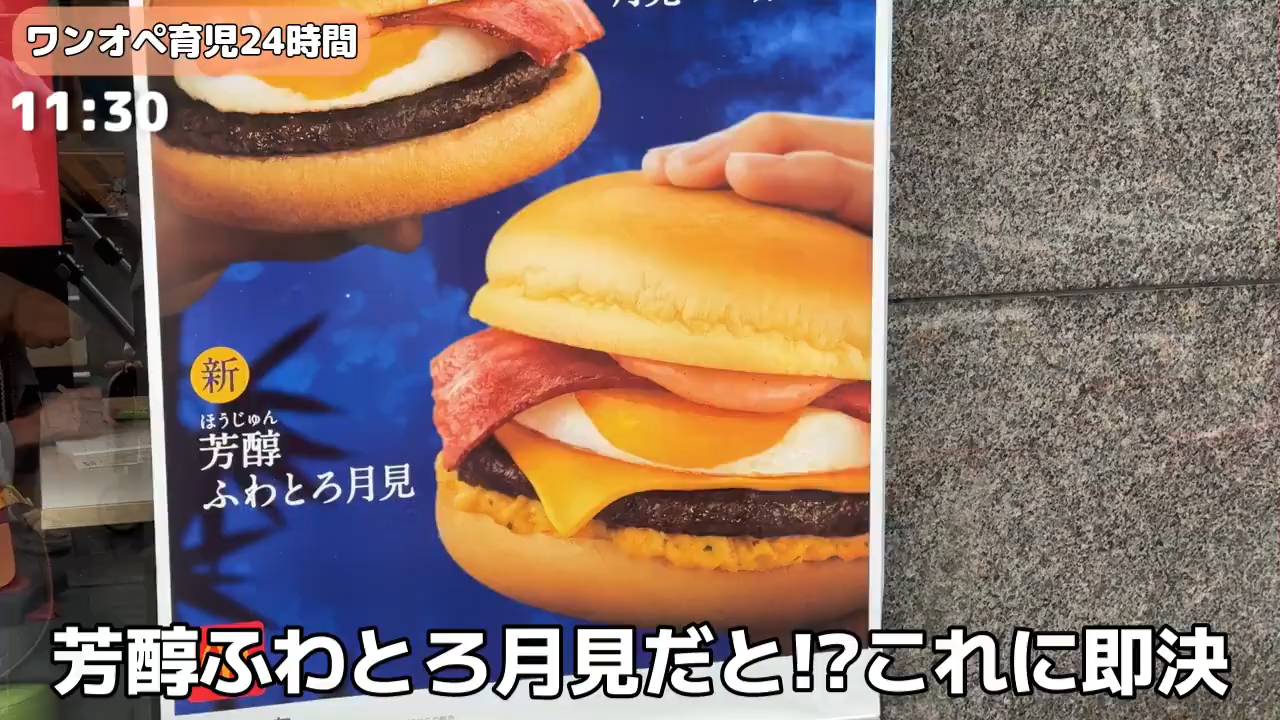 ワンオペ育児24時間
11:30
新
ほうじゅん
芳醇
ふわとろ月見
芳醇ふわとろ月見だと!?これに即決